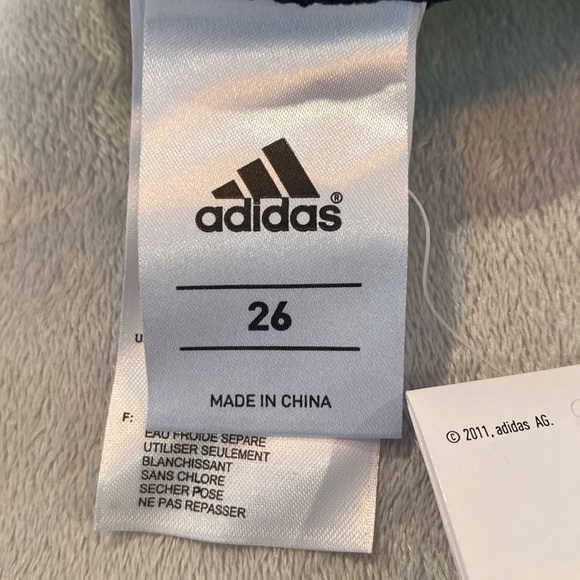 adidas®
26
MADE IN CHINA
U
F:
EAU FROIDE SEPARE
UTILISER SEULEMENT
BLANCHISSANT
SANS CHLORE
SECHER POSE
NE PAS REPASSER
© 2011, adidas AG.